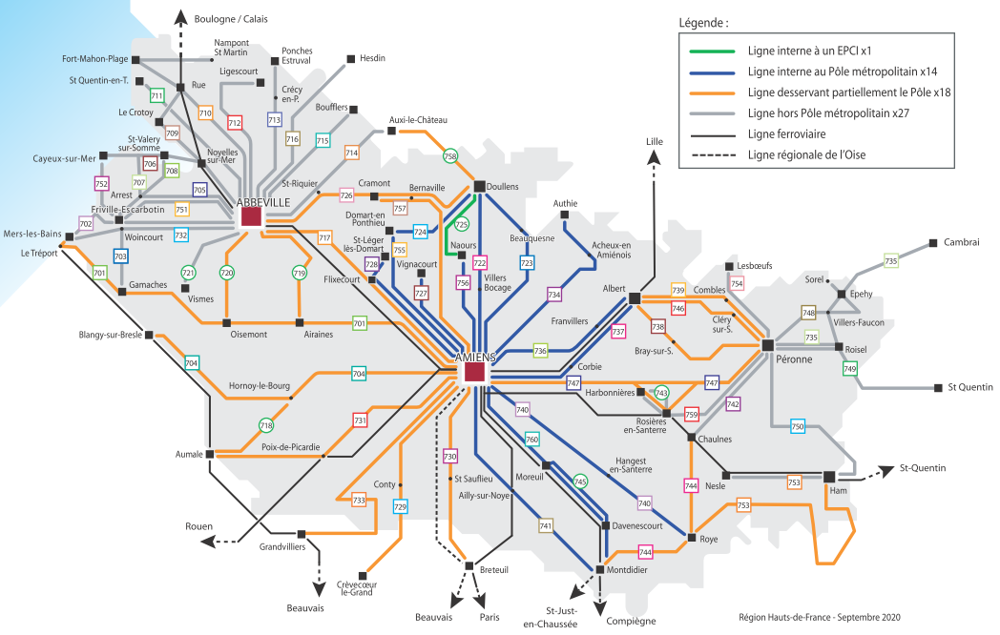 Boulogne / Calais
Légende :
Ligne interne à un EPCI x1
Ligne interne au Pôle métropolitain x14
Ligne desservant partiellement le Pôle x18
Ligne hors Pôle métropolitain x27
Ligne ferroviaire
Ligne régionale de l'Oise
Nampont
St Martin
Ponches
Estruval
Hesdin
Fort-Mahon-Plage
Ligescourt
St Quentin-en-T.
Rue
Crécy
en-P.
711
Boufflers
Le Crotoy
710
712
713
Auxi-le-Château
709
716
715
Lille
St-Valery
sur-Somme
714
758
Cayeux-sur-Mer
706
Noyelles
sur-Mer
708
707
752
St-Riquier
Cramont
Bernaville
Doullens
705
Arrest
726
ABBEVILLE
757
Authie
751
Friville-Escarbotin
Domart-en
Ponthieu
702
725
724
Mers-les-Bains
Woincourt
732
717
Beauquesne
Cambrai
St-Léger
lès-Domart
755
Naours
Acheux-en
Amiénois
Le Tréport
703
728
Vignacourt
722
723
Lesbœufs
735
701
721
720
719
Flixecourt
756
Villers
Bocage
754
Sorel
Gamaches
Vismes
727
734
Albert
739
Combles
Epehy
746
748
Franvillers
737
738
Cléry
sur-S.
Villers-Faucon
Oisemont
Airaines
701
735
Blangy-sur-Bresle
736
Bray-sur-S.
Roisel
AMIENS
Péronne
704
704
Corbie
749
747
747
St Quentin
Hornoy-le-Bourg
Harbonnières
743
742
740
731
759
718
Rosières
en-Santerre
750
760
Chaulnes
Poix-de-Picardie
Aumale
730
Hangest
en-Santerre
St-Quentin
Moreuil
St Sauflieu
745
744
Nesle
753
Conty
Ham
733
729
Ailly-sur-Noye
740
753
741
Davenescourt
Rouen
Roye
Grandvilliers
744
Breteuil
Montdidier
Crèvecœur
le-Grand
Beauvais
Beauvais
Paris
St-Just-
en-Chaussée
Compiègne
Région Hauts-de-France - Septembre 2020